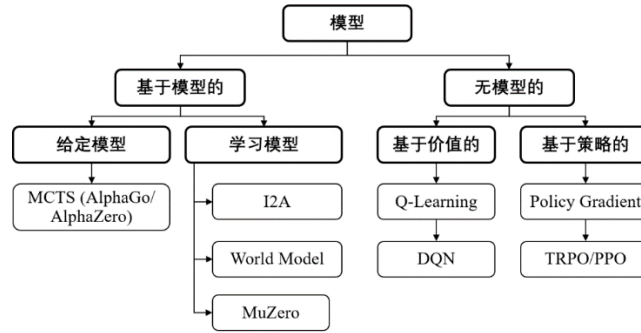 模型
基于模型的
无模型的
给定模型
学习模型
基于价值的
基于策略的
MCTS (AlphaGo/
AlphaZero)
I2A
Q-Learning
Policy Gradient
World Model
DQN
TRPO/PPO
MuZero